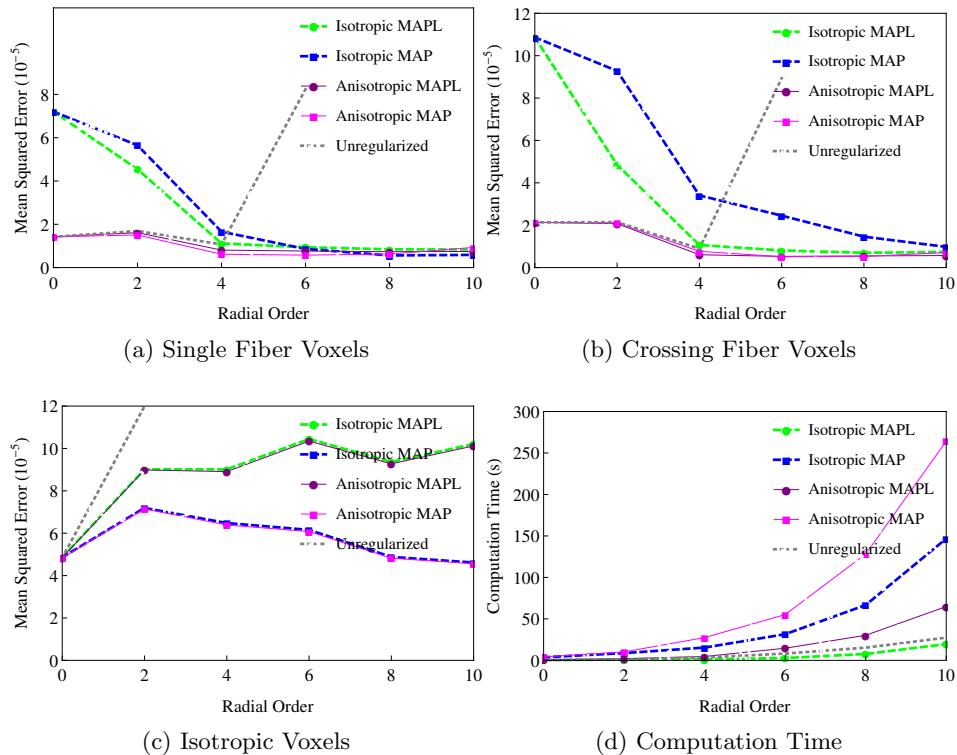 Mean Squared Error (10⁻⁵)
8
6
4
2
0
0 2 4 6 8 10
Radial Order
Isotropic MAPL
Isotropic MAP
Anisotropic MAPL
Anisotropic MAP
Unregularized
(a) Single Fiber Voxels
Mean Squared Error (10⁻⁵)
12
10
8
6
4
2
0
0 2 4 6 8 10
Radial Order
Isotropic MAPL
Isotropic MAP
Anisotropic MAPL
Anisotropic MAP
Unregularized
(b) Crossing Fiber Voxels
Mean Squared Error (10⁻⁵)
12
10
8
6
4
2
0
0 2 4 6 8 10
Radial Order
Isotropic MAPL
Isotropic MAP
Anisotropic MAPL
Anisotropic MAP
Unregularized
(c) Isotropic Voxels
Computation Time (s)
300
250
200
150
100
50
0
0 2 4 6 8 10
Radial Order
Isotropic MAPL
Isotropic MAP
Anisotropic MAPL
Anisotropic MAP
Unregularized
(d) Computation Time